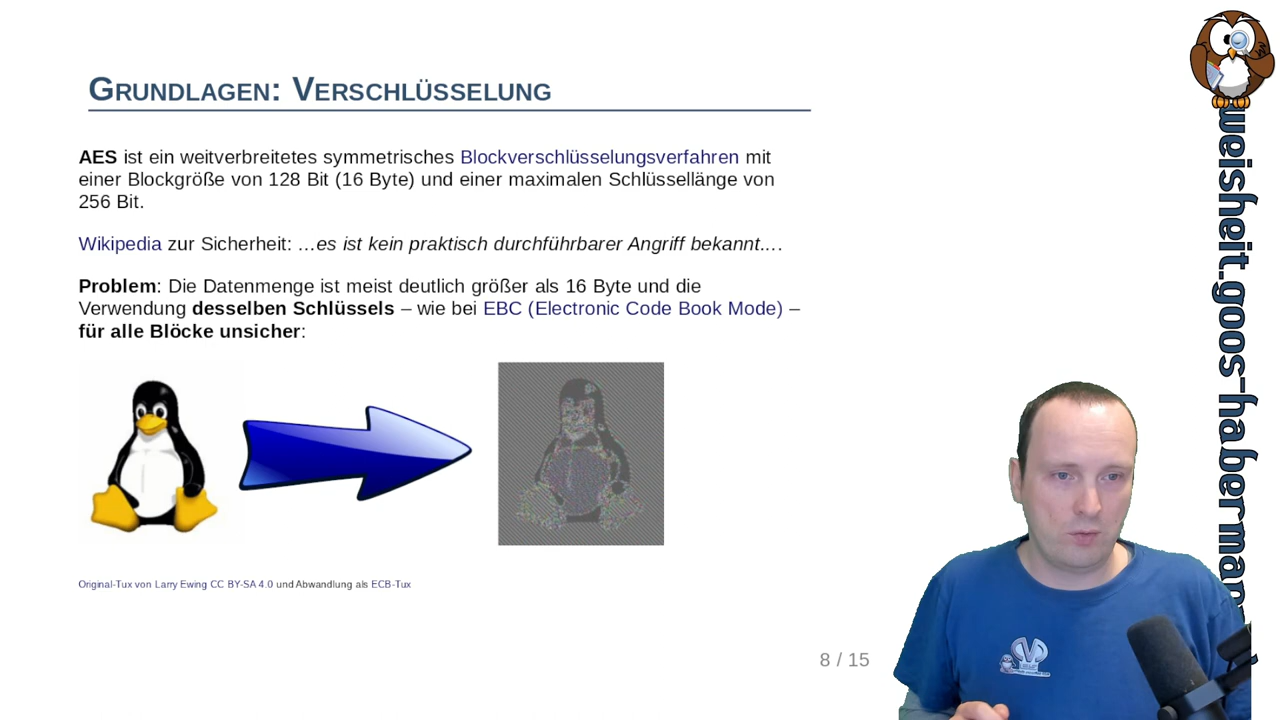 Grundlagen: Verschlüsselung
AES ist ein weitverbreitetes symmetrisches Blockverschlüsselungsverfahren mit
einer Blockgröße von 128 Bit (16 Byte) und einer maximalen Schlüssellänge von
256 Bit.
Wikipedia zur Sicherheit: …es ist kein praktisch durchführbarer Angriff bekannt.…
Problem: Die Datenmenge ist meist deutlich größer als 16 Byte und die
Verwendung desselben Schlüssels – wie bei EBC (Electronic Code Book Mode) –
für alle Blöcke unsicher:
Original-Tux von Larry Ewing CC BY-SA 4.0 und Abwandlung als ECB-Tux
8 / 15
weisheit.goos-haberman